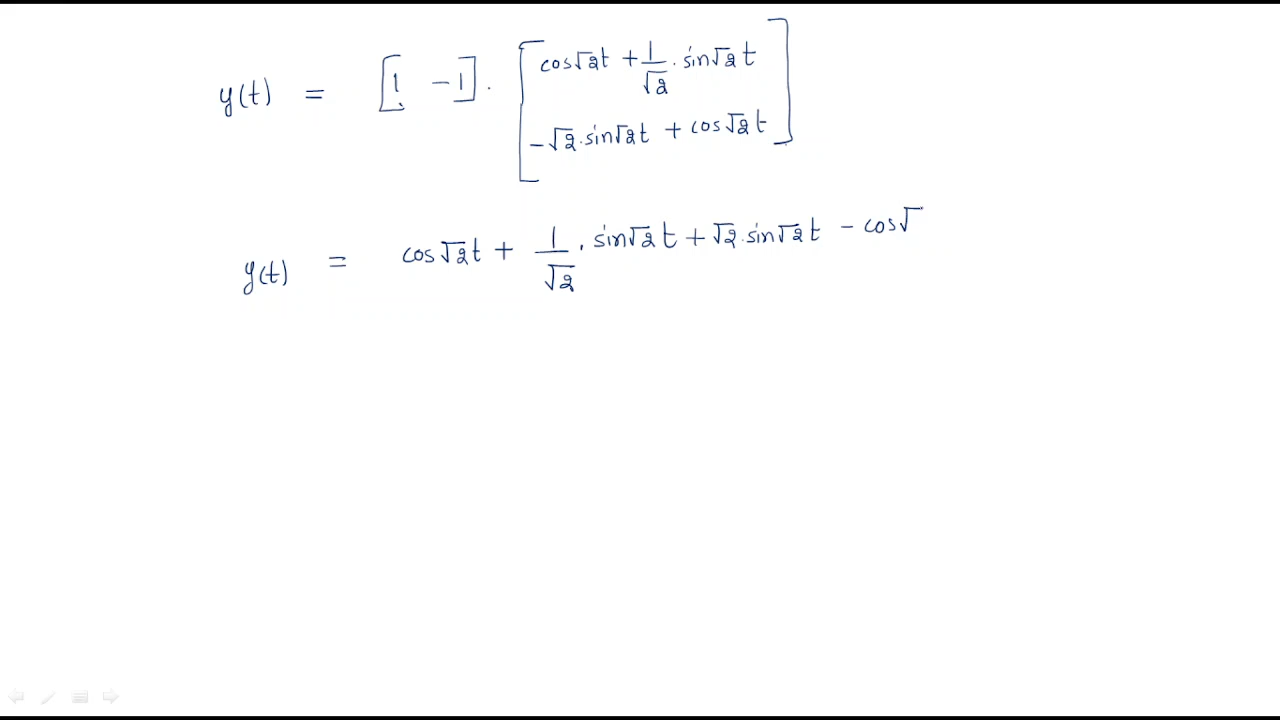 y(t) = [1 -1] . [cos√2t + 1/√2 . sin√2t
-√2.sin√2t + cos√2t]
y(t) = cos√2t + 1/√2 . sin√2t + √2.sin√2t - cos√